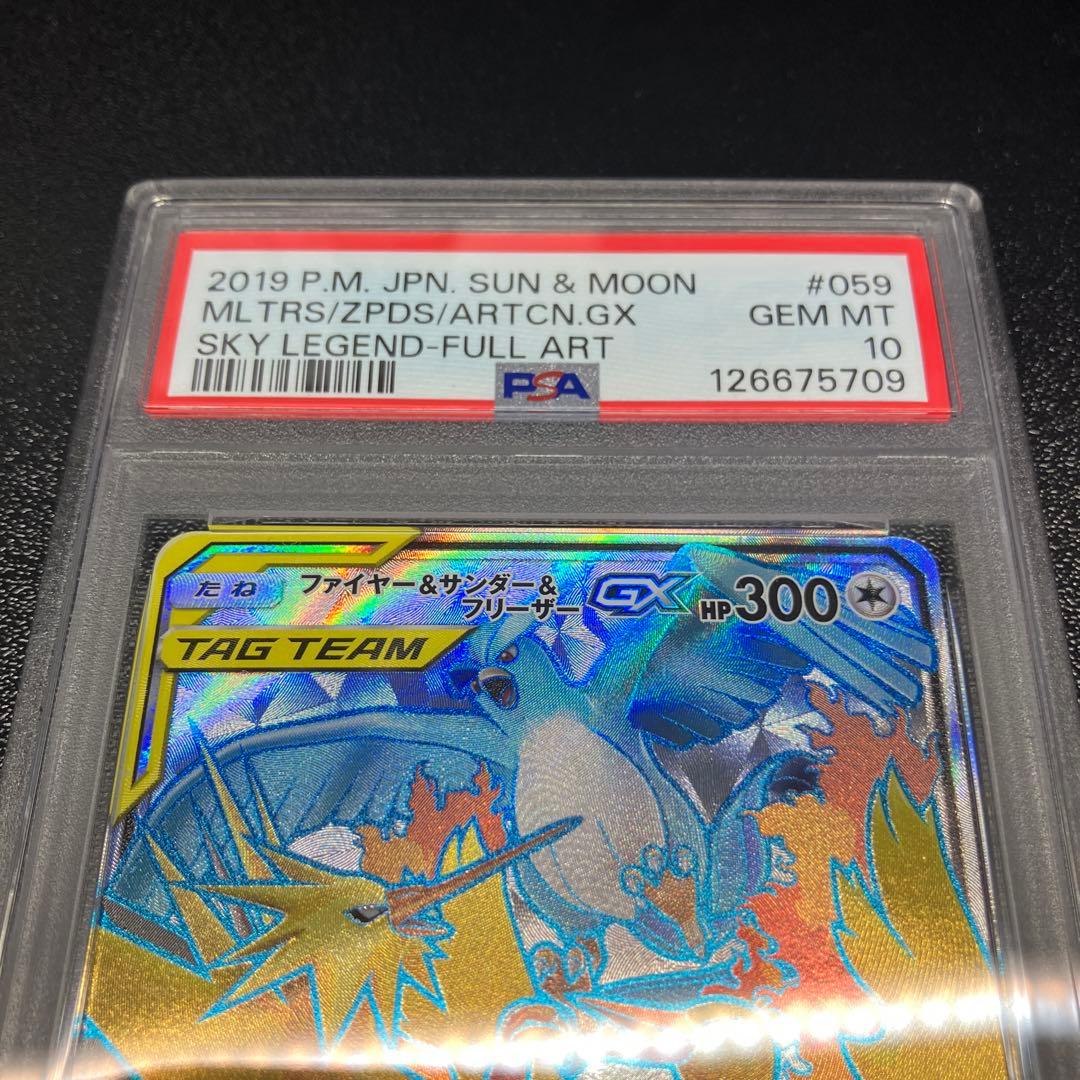 2019 P.M. JPN. SUN & MOON #059
MLTRS/ZPDS/ARTCN.GX GEM MT
SKY LEGEND-FULL ART 10
PSA 126675709
たね ファイヤー&サンダー&
フリーザー GX HP300
TAG TEAM